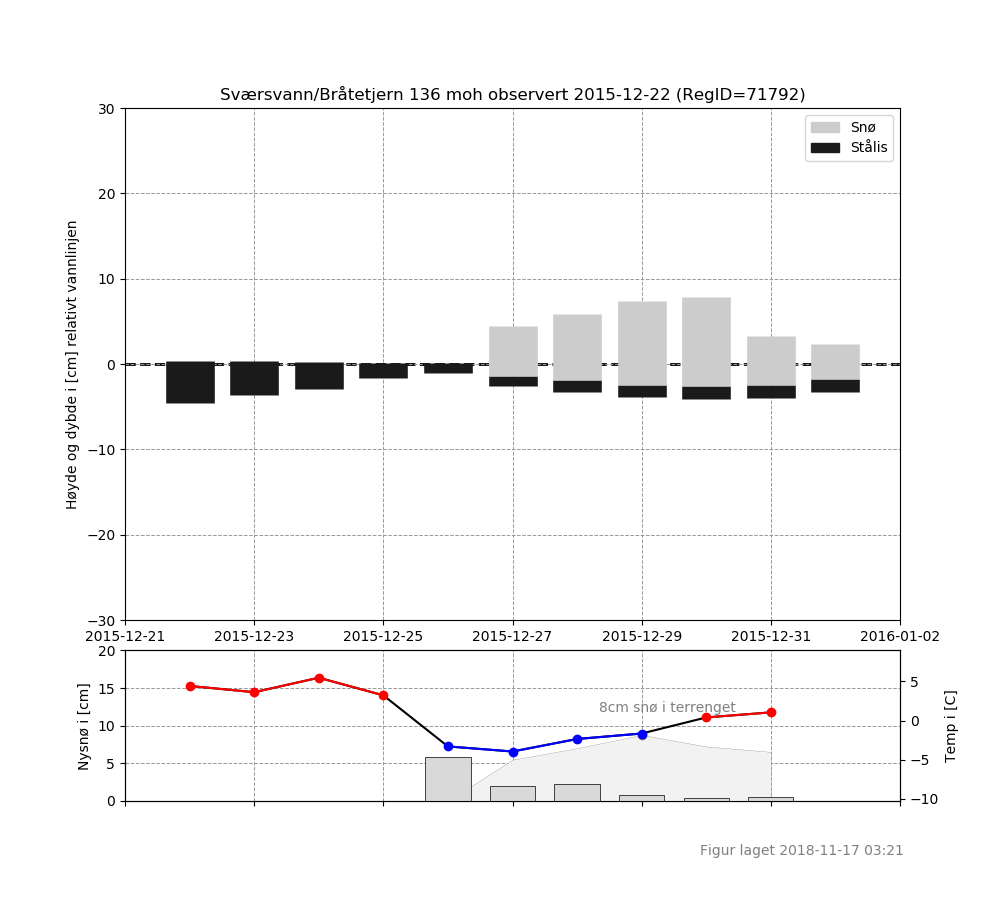 Sværsvann/Bråtetjern 136 moh observert 2015-12-22 (RegID=71792)
Snø
Stålis
Høyde og dybde i [cm] relativt vannlinjen
30
20
10
0
−10
−20
−30
2015-12-21 2015-12-23 2015-12-25 2015-12-27 2015-12-29 2015-12-31 2016-01-02
Nysnø i [cm]
20
15
10
5
0
8cm snø i terrenget
5
0
−5
−10
Temp i [C]
Figur laget 2018-11-17 03:21